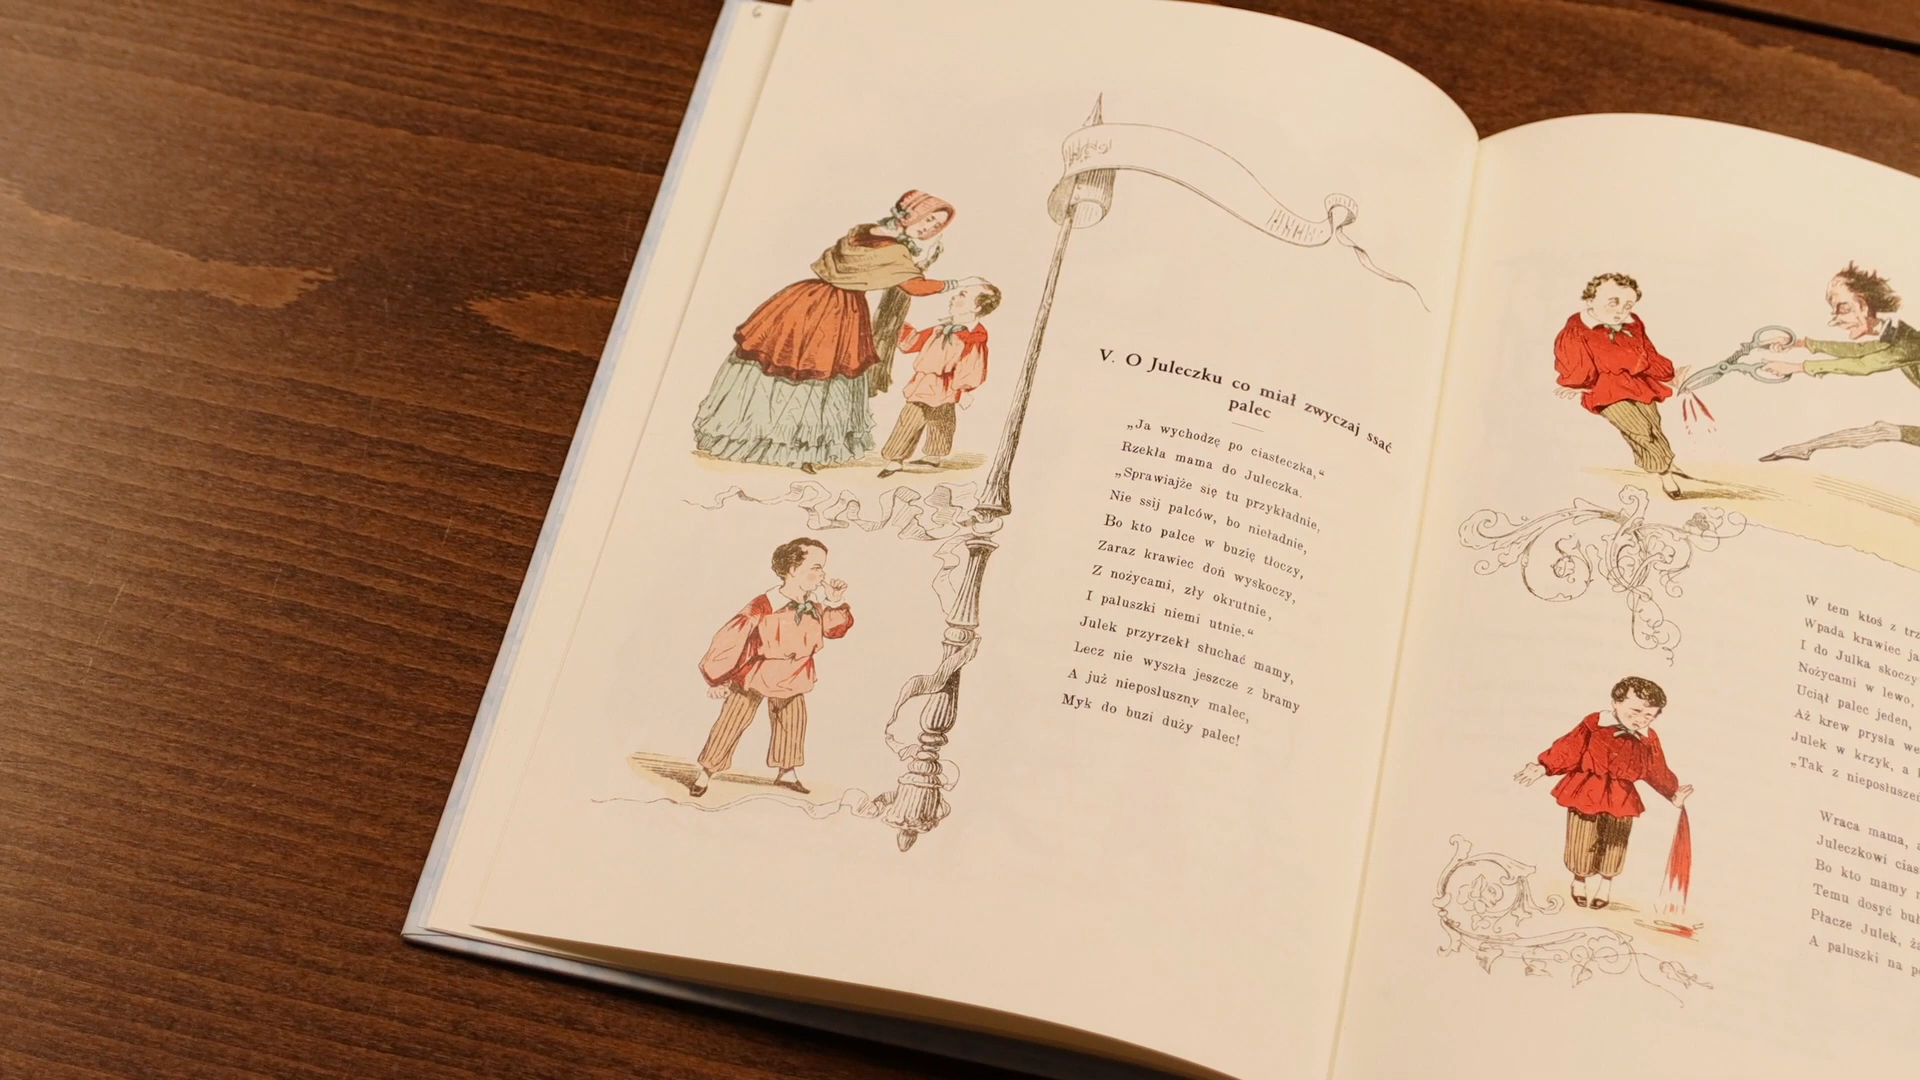 6
V. O Juleczku co miał zwyczaj ssać
palec
„Ja wychodzę po ciasteczka,“
Rzekła mama do Juleczka.
„Sprawiajże się tu przykładnie,
Nie ssij palców, bo nieładnie,
Bo kto palce w buzię tłoczy,
Zaraz krawiec doń wyskoczy,
Z nożycami, zły okrutnie,
I paluszki niemi utnie.“
Julek przyrzekł słuchać mamy,
Lecz nie wyszła jeszcze z bramy
A już nieposłuszny malec,
Myk do buzi duży palec!
W tem ktoś z
Wpada krawiec
I do Julka skoczy
Nożycami w lewo,
Uciął palec jeden,
Aż krew prysła
Julek w krzyk, a
„Tak z
Wraca mama,
Juleczkowi
Bo kto mamy
Temu dosyć
Płacze Julek,
A paluszki na